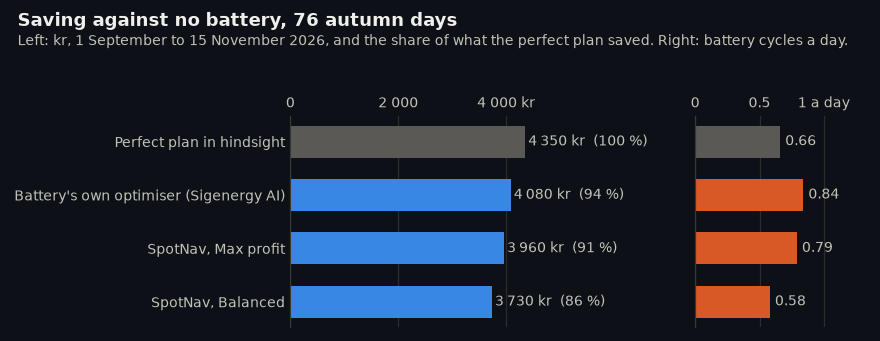 Saving against no battery, 76 autumn days
Left: kr, 1 September to 15 November 2026, and the share of what the perfect plan saved. Right: battery cycles a day.
0 2 000 4 000 kr 0 0.5 1 a day
Perfect plan in hindsight 4 350 kr (100 %) 0.66
Battery's own optimiser (Sigenergy AI) 4 080 kr (94 %) 0.84
SpotNav, Max profit 3 960 kr (91 %) 0.79
SpotNav, Balanced 3 730 kr (86 %) 0.58